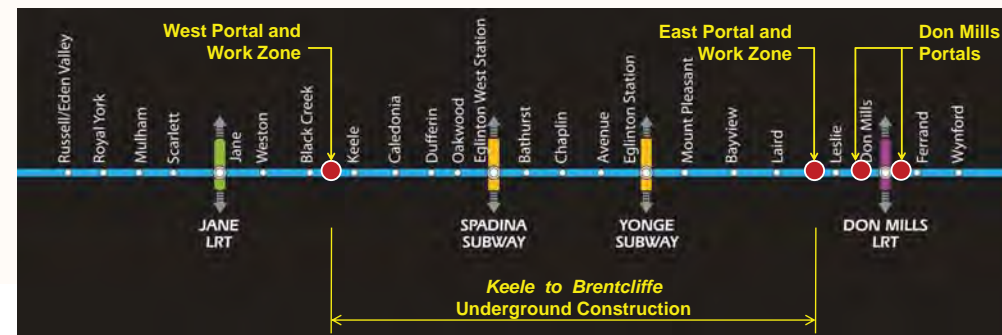 West Portal and
Work Zone
East Portal and
Work Zone
Don Mills
Portals
Russell/Eden Valley
Royal York
Mulham
Scarlett
Jane
Weston
Black Creek
Keele
Caledonia
Dufferin
Oakwood
Eglinton West Station
Bathurst
Chaplin
Avenue
Eglinton Station
Mount Pleasant
Bayview
Laird
Leslie
Don Mills
Ferrand
Wynford
JANE
LRT
SPADINA
SUBWAY
YONGE
SUBWAY
DON MILLS
LRT
Keele to Brentcliffe
Underground Construction